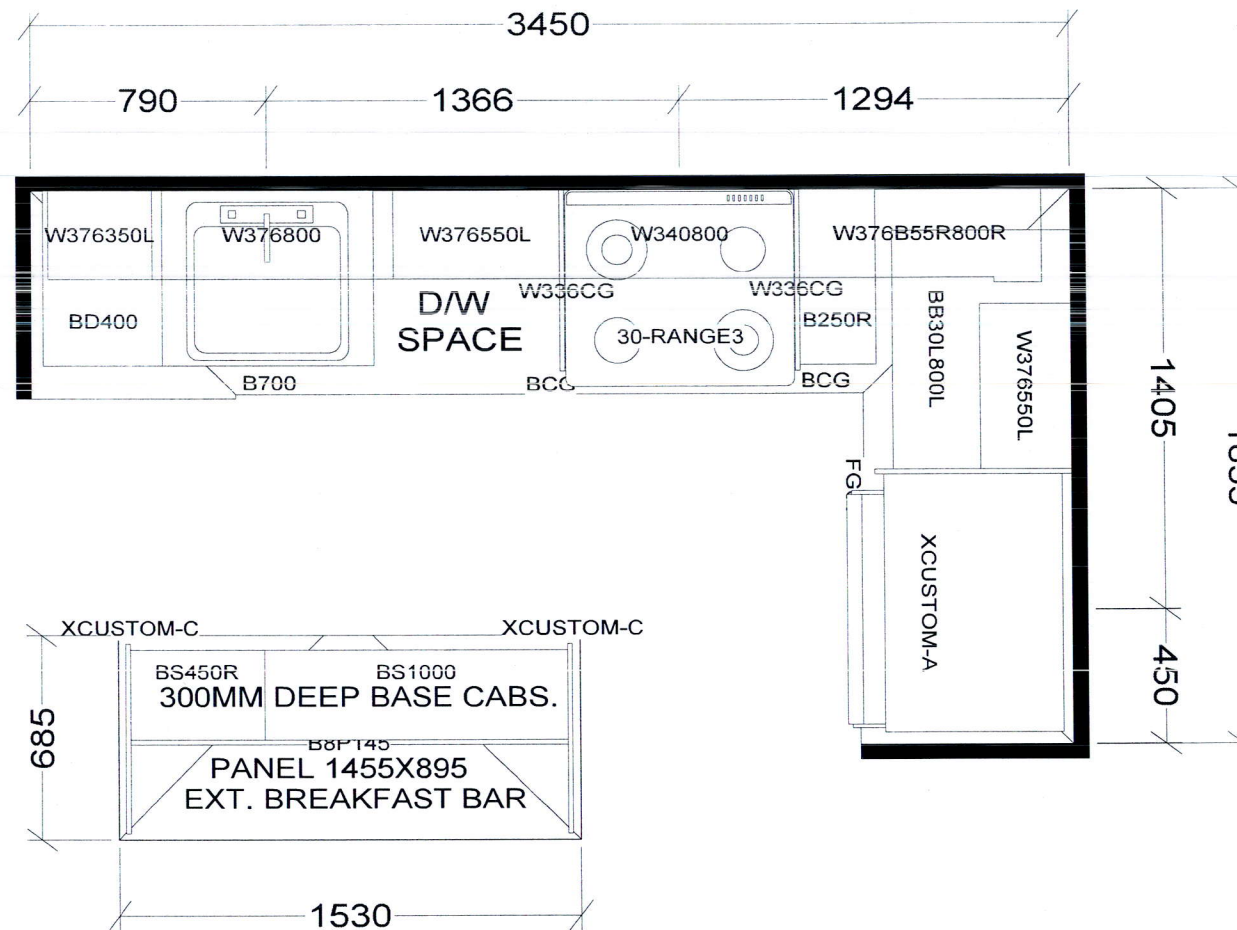 3450
790
1366
1294
W376350L
W376800
W376550L
W340800
W376B55R800R
W336CG
W336CG
D/W
SPACE
BD400
30-RANGE3
B250R
BB30L800L
W376550L
B700
BCG
BCG
1405
FG
XCUSTOM-A
450
XCUSTOM-C
XCUSTOM-C
BS450R
BS1000
300MM DEEP BASE CABS.
685
PANEL 1455X895
EXT. BREAKFAST BAR
1530